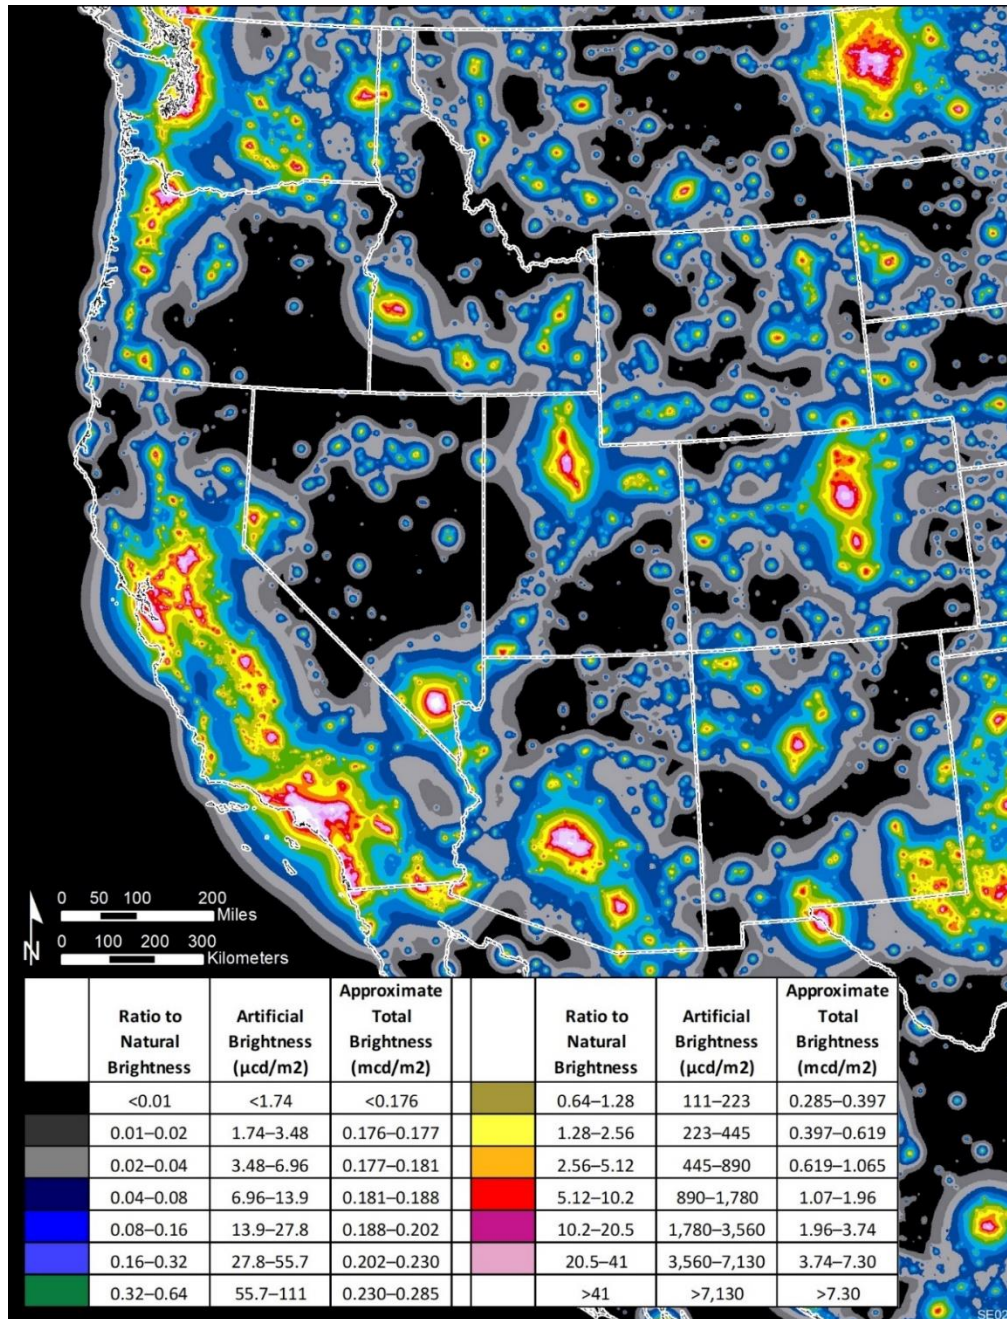 0 50 100 200
Miles
0 100 200 300
Kilometers
N
Ratio to Natural Brightness Artificial Brightness (µcd/m2) Approximate Total Brightness (mcd/m2) Ratio to Natural Brightness Artificial Brightness (µcd/m2) Approximate Total Brightness (mcd/m2)
<0.01 <1.74 <0.176 0.64–1.28 111–223 0.285–0.397
0.01–0.02 1.74–3.48 0.176–0.177 1.28–2.56 223–445 0.397–0.619
0.02–0.04 3.48–6.96 0.177–0.181 2.56–5.12 445–890 0.619–1.065
0.04–0.08 6.96–13.9 0.181–0.188 5.12–10.2 890–1,780 1.07–1.96
0.08–0.16 13.9–27.8 0.188–0.202 10.2–20.5 1,780–3,560 1.96–3.74
0.16–0.32 27.8–55.7 0.202–0.230 20.5–41 3,560–7,130 3.74–7.30
0.32–0.64 55.7–111 0.230–0.285 >41 >7,130 >7.30